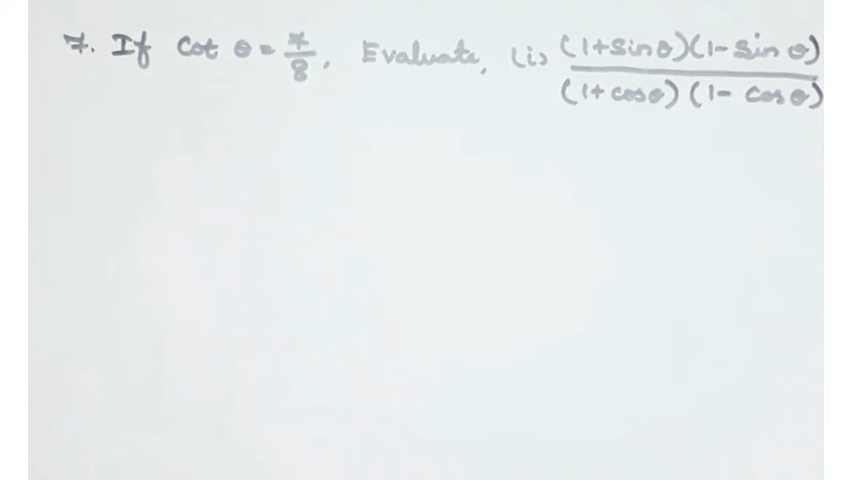 7. If cot θ = 7/8, Evaluate, (i) (1+sinθ)(1-sinθ)
(1+cosθ)(1-cosθ)